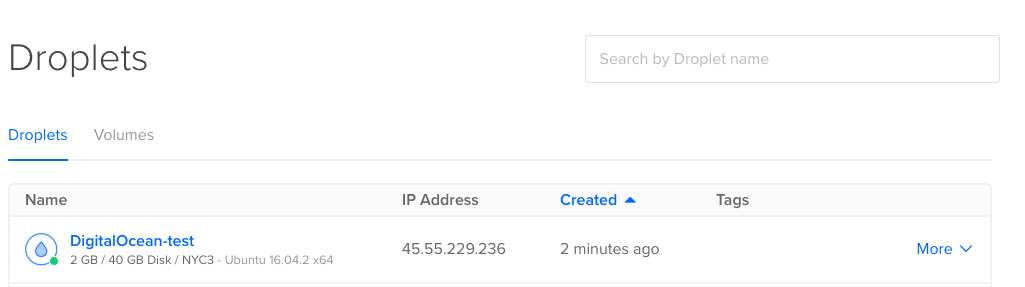 Droplets
Search by Droplet name
Droplets Volumes
Name IP Address Created Tags
DigitalOcean-test
45.55.229.236 2 minutes ago More
2 GB / 40 GB Disk / NYC3 - Ubuntu 16.04.2 x64